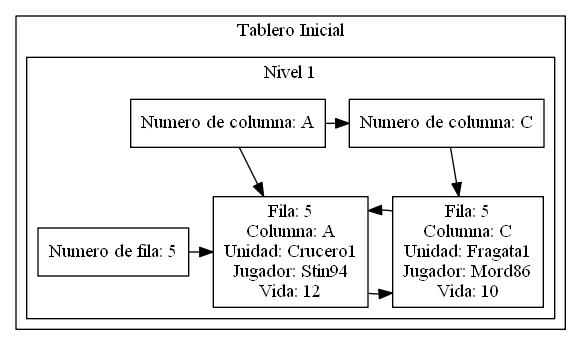 Tablero Inicial
Nivel 1
Numero de columna: A
Numero de columna: C
Numero de fila: 5
Fila: 5
Columna: A
Unidad: Crucero1
Jugador: Stin94
Vida: 12
Fila: 5
Columna: C
Unidad: Fragata1
Jugador: Mord86
Vida: 10